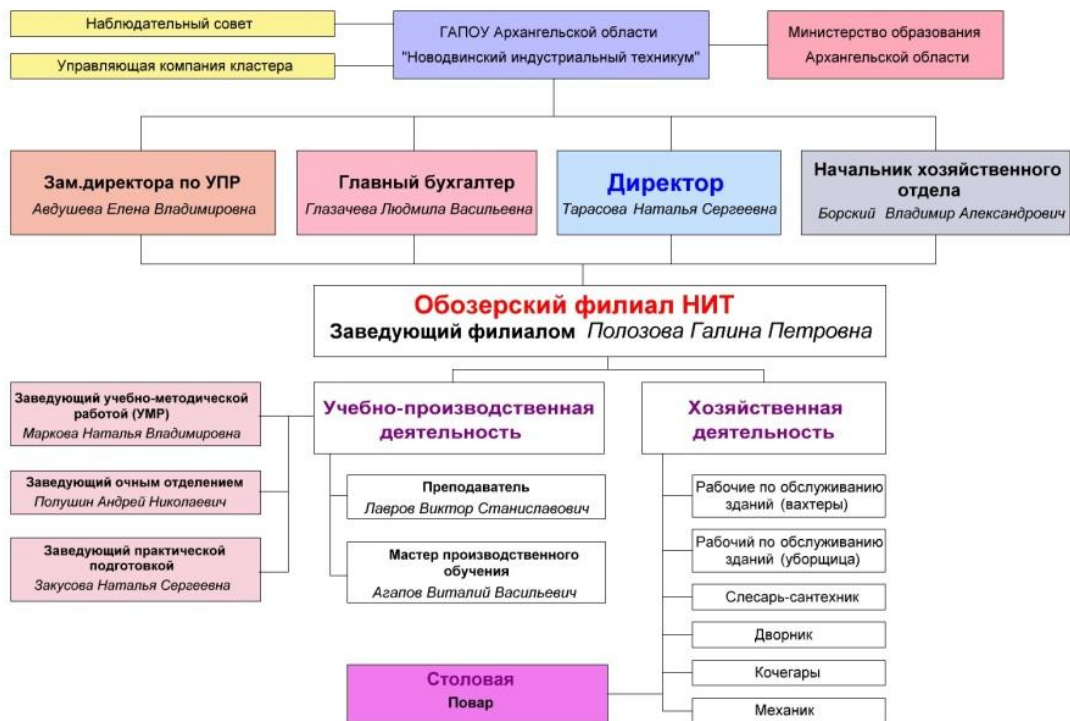 Наблюдательный совет
Управляющая компания кластера
ГАПОУ Архангельской области
"Новодвинский индустриальный техникум"
Министерство образования
Архангельской области
Зам.директора по УПР
Авдушева Елена Владимировна
Главный бухгалтер
Глазачева Людмила Васильевна
Директор
Тарасова Наталья Сергеевна
Начальник хозяйственного
отдела
Борский Владимир Александрович
Обозерский филиал НИТ
Заведующий филиалом Полозова Галина Петровна
Заведующий учебно-методической
работой (УМР)
Маркова Наталья Владимировна
Заведующий очным отделением
Полушин Андрей Николаевич
Заведующий практической
подготовкой
Закусова Наталья Сергеевна
Учебно-производственная
деятельность
Преподаватель
Лавров Виктор Станиславович
Мастер производственного
обучения
Агапов Виталий Васильевич
Хозяйственная
деятельность
Рабочие по обслуживанию
зданий (вахтеры)
Рабочий по обслуживанию
зданий (уборщица)
Слесарь-сантехник
Дворник
Кочегары
Механик
Столовая
Повар